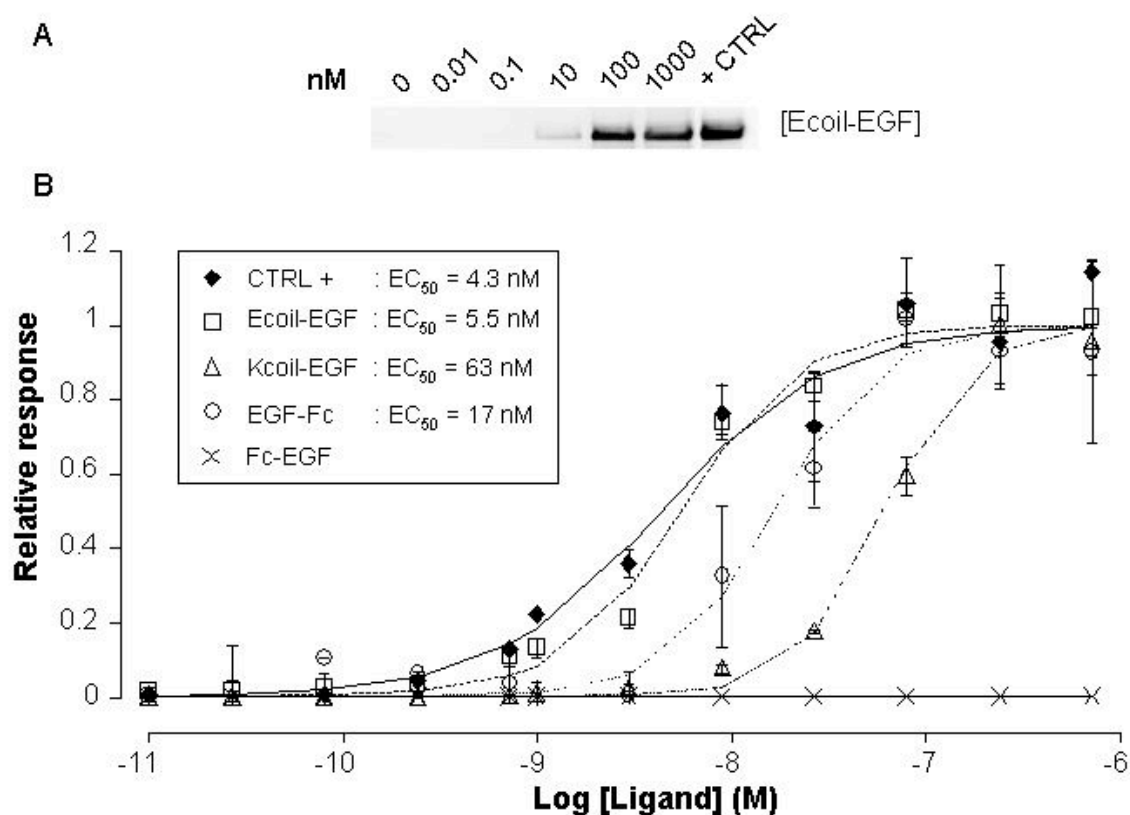 A
nM 0 0.01 0.1 10 100 1000 + CTRL
[Ecoil-EGF]
B
Relative response
1.2
1
0.8
0.6
0.4
0.2
0
CTRL + : EC50 = 4.3 nM
Ecoil-EGF : EC50 = 5.5 nM
Kcoil-EGF : EC50 = 63 nM
EGF-Fc : EC50 = 17 nM
Fc-EGF
-11 -10 -9 -8 -7 -6
Log [Ligand] (M)